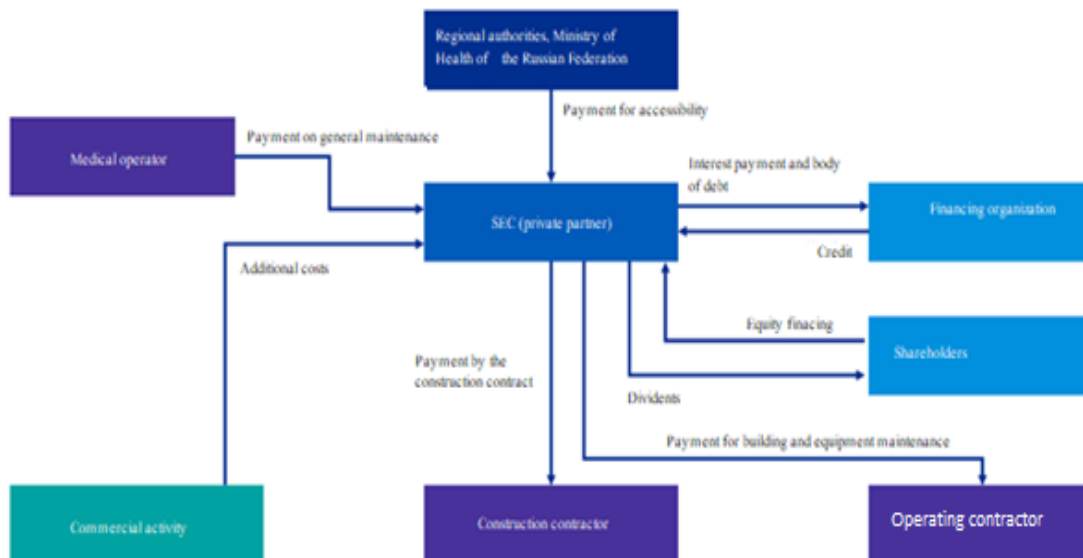 Regional authorities, Ministry of
Health of the Russian Federation
Payment for accessibility
Payment on general maintenance
Medical operator
Interest payment and body
of debt
SEC (private partner)
Financing organization
Credit
Additional costs
Equity finacing
Shareholders
Payment by the
construction contract
Dividents
Payment for building and equipment maintenance
Commercial activity
Construction contractor
Operating contractor